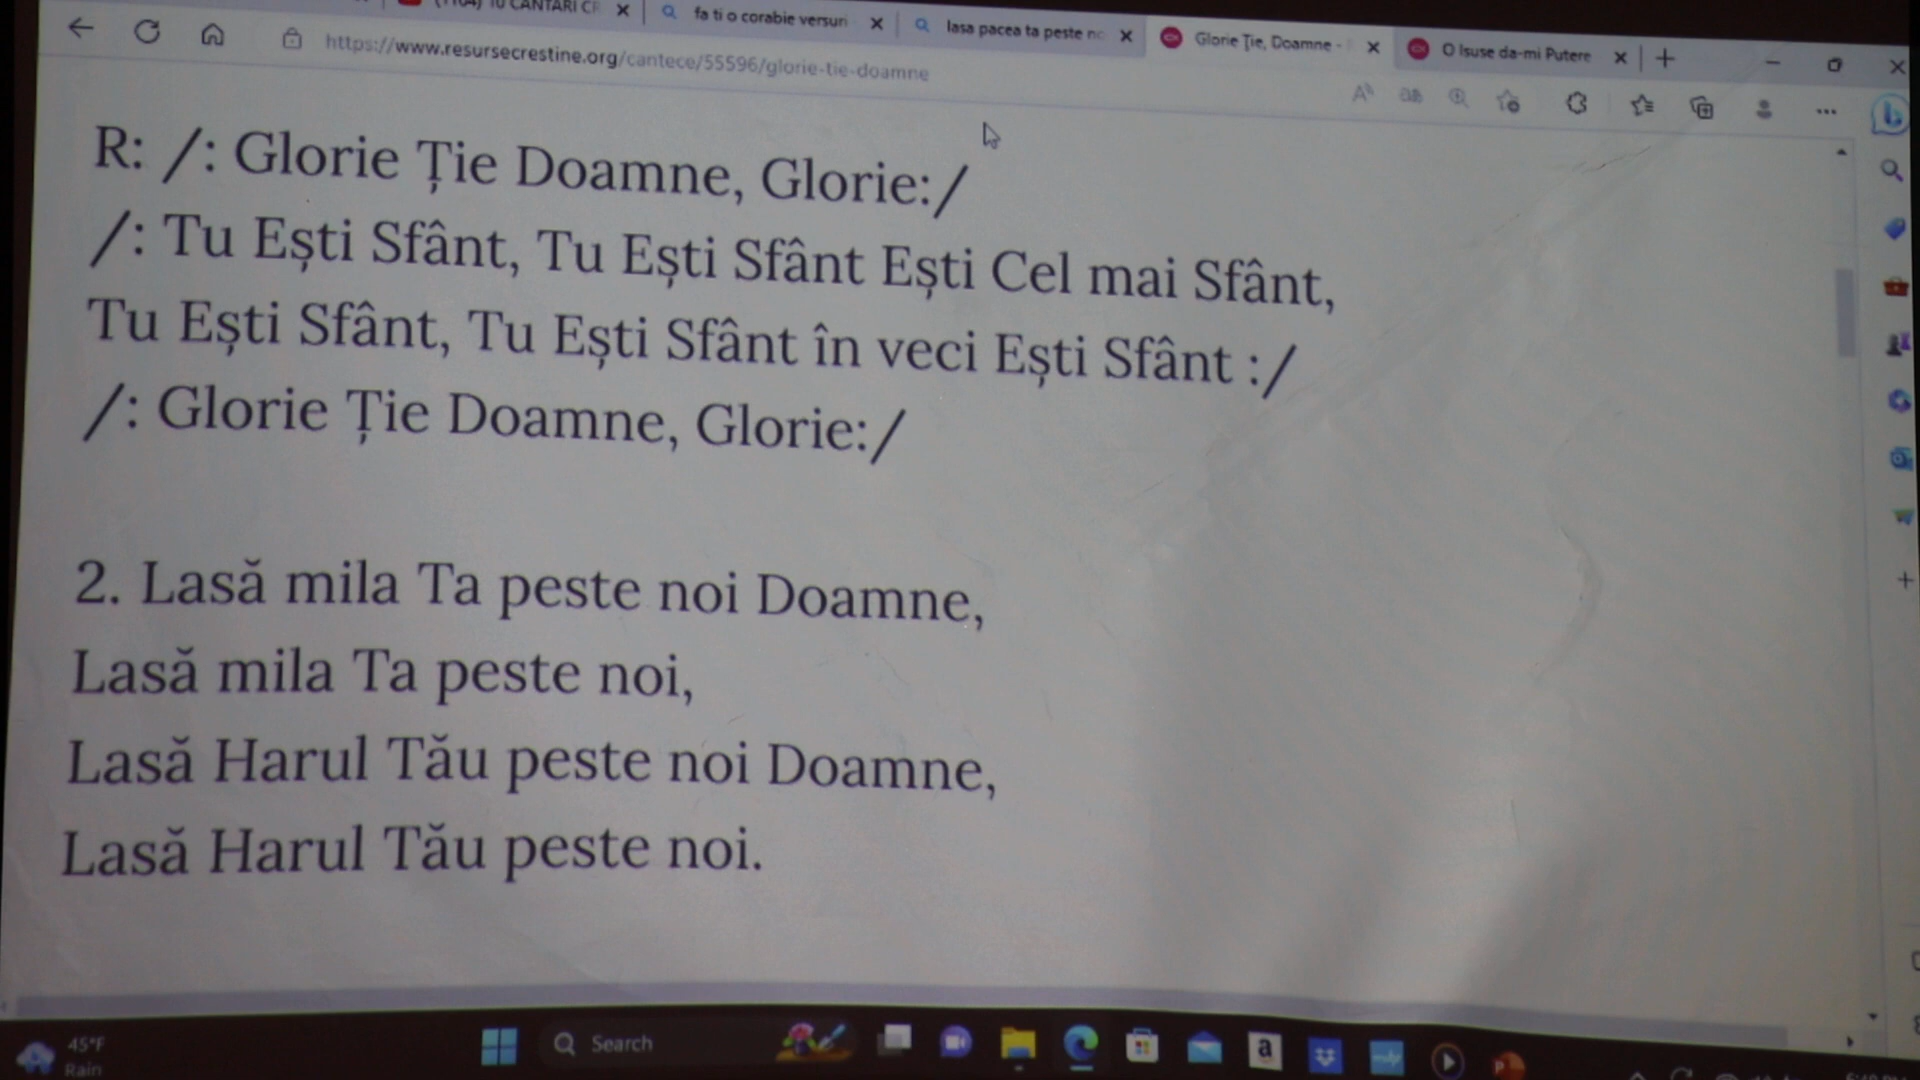 10 CANTARI CR
fa ti o corabie versuri
lasa pacea ta peste no
Glorie Ție, Doamne -
O Isuse da-mi Putere
https://www.resursecrestine.org/cantece/55596/glorie-tie-doamne
R: /: Glorie Ție Doamne, Glorie:/
/: Tu Ești Sfânt, Tu Ești Sfânt Ești Cel mai Sfânt,
Tu Ești Sfânt, Tu Ești Sfânt în veci Ești Sfânt :/
/: Glorie Ție Doamne, Glorie:/
2. Lasă mila Ta peste noi Doamne,
Lasă mila Ta peste noi,
Lasă Harul Tău peste noi Doamne,
Lasă Harul Tău peste noi.
45°F
Rain
Search